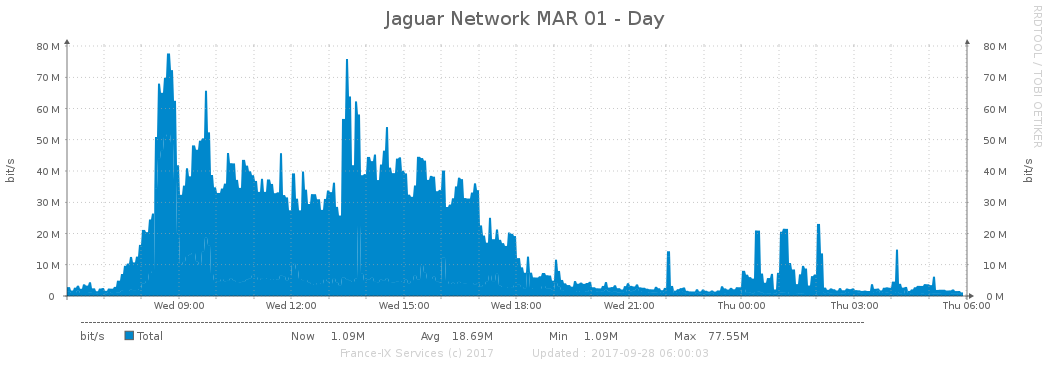 Jaguar Network MAR 01 - Day
RRDTOOL / TOBI OETIKER
80 M 80 M
70 M 70 M
60 M 60 M
50 M 50 M
40 M 40 M
30 M 30 M
20 M 20 M
10 M 10 M
0 0 M
bit/s bit/s
Wed 09:00 Wed 12:00 Wed 15:00 Wed 18:00 Wed 21:00 Thu 00:00 Thu 03:00 Thu 06:00
bit/s Total Now 1.09M Avg 18.69M Min 1.09M Max 77.55M
France-IX Services (c) 2017 Updated : 2017-09-28 06:00:03